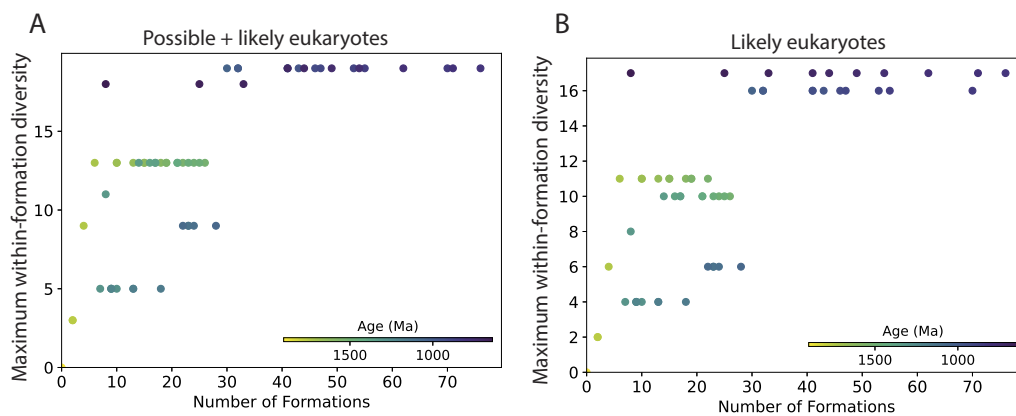 A
Possible + likely eukaryotes
Maximum within-formation diversity
15
10
5
0
Age (Ma)
1500 1000
0 10 20 30 40 50 60 70
Number of Formations
B
Likely eukaryotes
Maximum within-formation diversity
16
14
12
10
8
6
4
2
0
Age (Ma)
1500 1000
0 10 20 30 40 50 60 70
Number of Formations